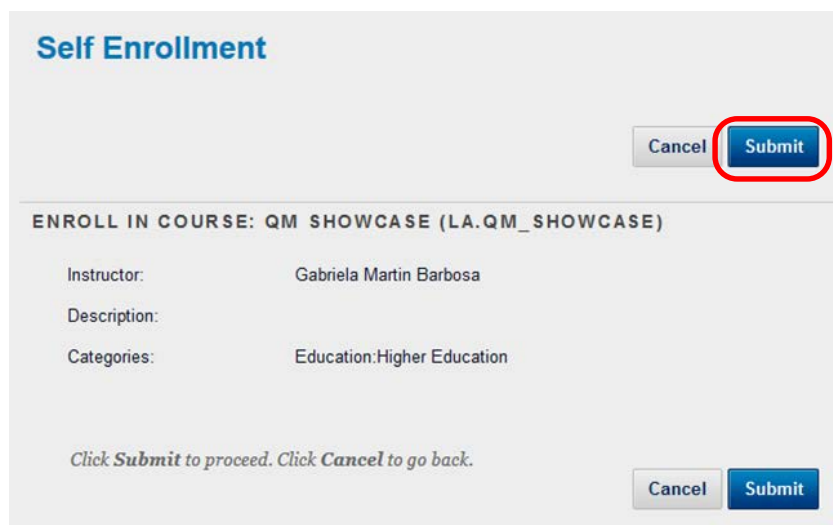 Self Enrollment
Cancel Submit
ENROLL IN COURSE: QM SHOWCASE (LA.QM_SHOWCASE)
Instructor: Gabriela Martin Barbosa
Description:
Categories: Education:Higher Education
Click Submit to proceed. Click Cancel to go back.
Cancel Submit